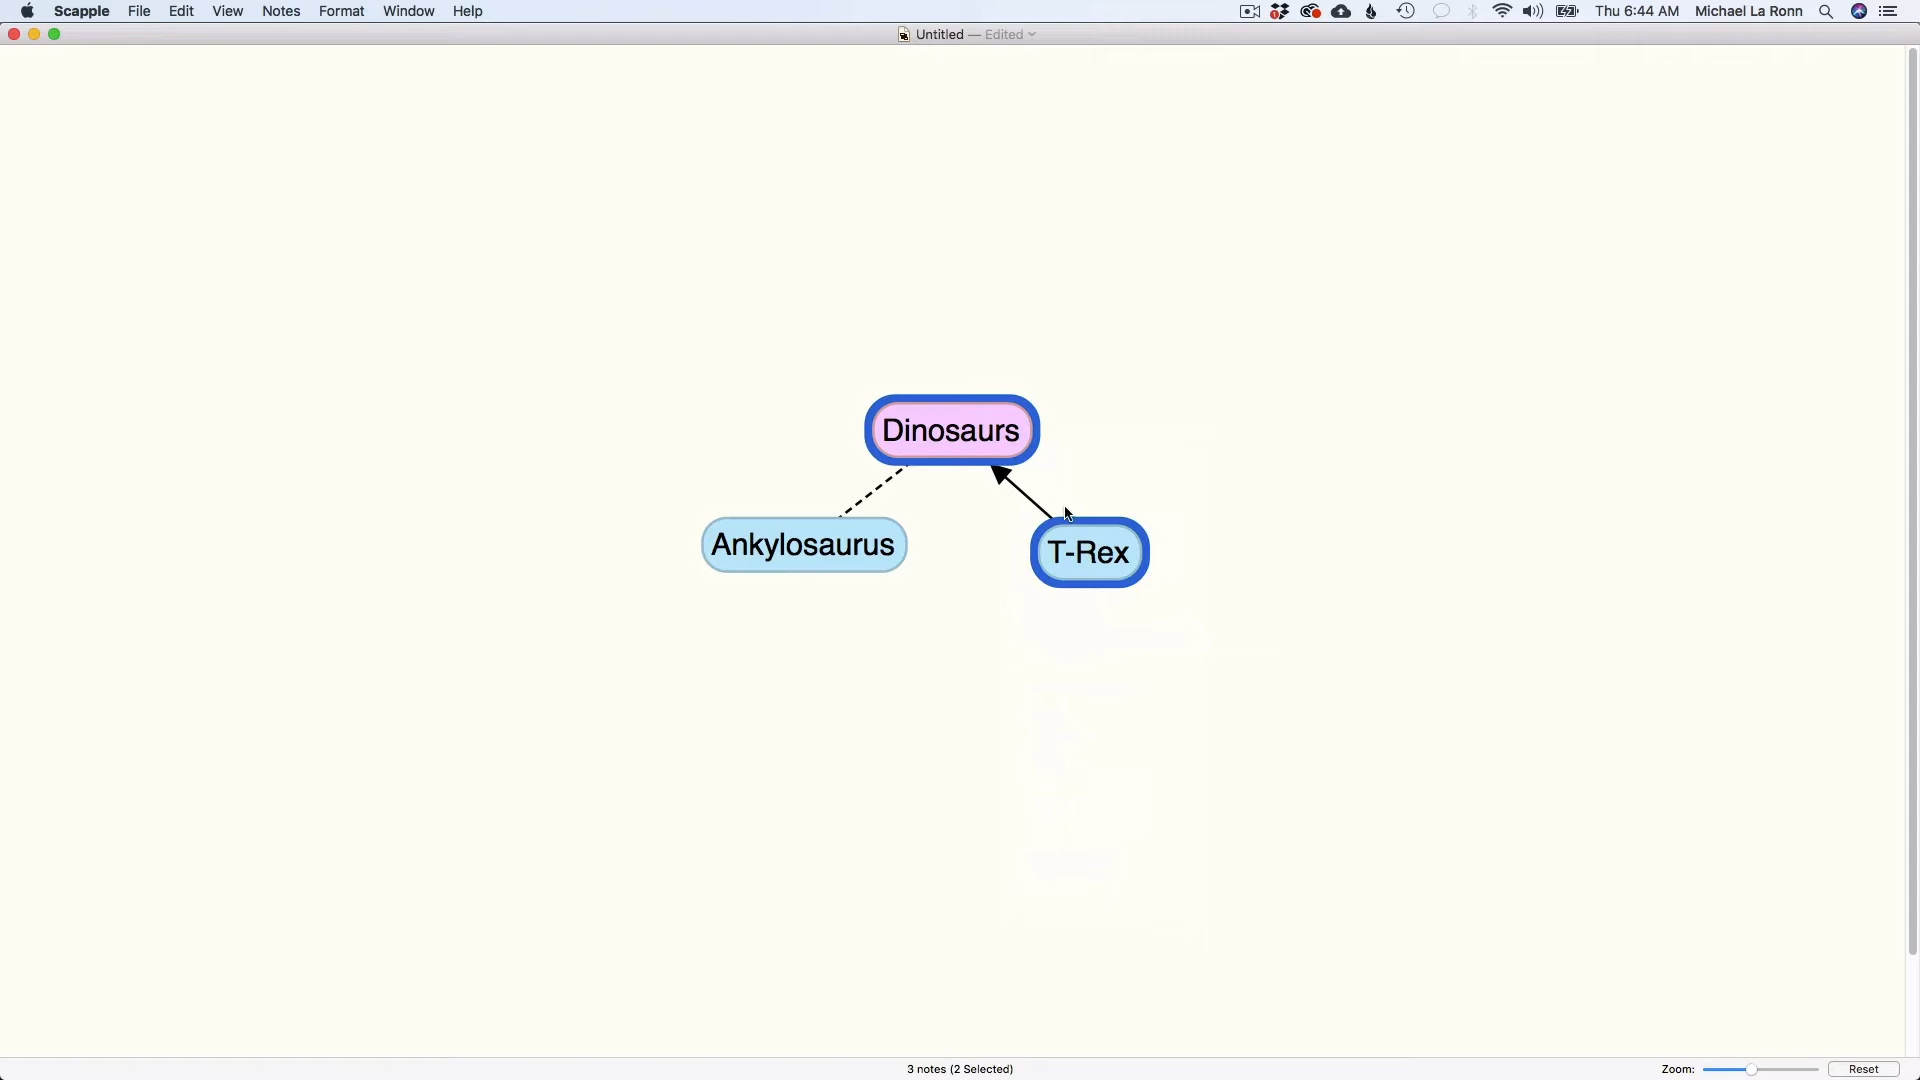 Scapple File Edit View Notes Format Window Help Thu 6:44 AM Michael La Ronn
Untitled — Edited
Dinosaurs
Ankylosaurus
T-Rex
3 notes (2 Selected)
Zoom: Reset